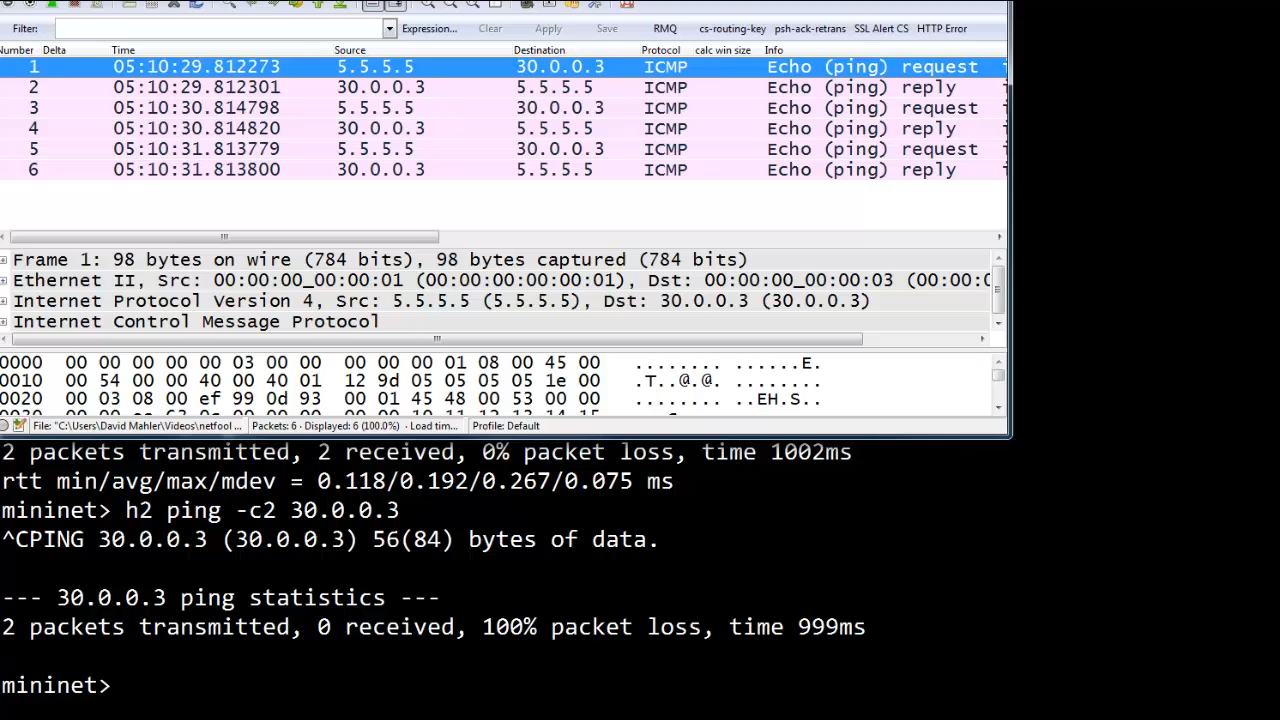 Filter: Expression... Clear Apply Save RMQ cs-routing-key psh-ack-retrans SSL Alert CS HTTP Error
Number Delta Time Source Destination Protocol calc win size Info
1 05:10:29.812273 5.5.5.5 30.0.0.3 ICMP Echo (ping) request
2 05:10:29.812301 30.0.0.3 5.5.5.5 ICMP Echo (ping) reply
3 05:10:30.814798 5.5.5.5 30.0.0.3 ICMP Echo (ping) request
4 05:10:30.814820 30.0.0.3 5.5.5.5 ICMP Echo (ping) reply
5 05:10:31.813779 5.5.5.5 30.0.0.3 ICMP Echo (ping) request
6 05:10:31.813800 30.0.0.3 5.5.5.5 ICMP Echo (ping) reply
Frame 1: 98 bytes on wire (784 bits), 98 bytes captured (784 bits)
Ethernet II, Src: 00:00:00_00:00:01 (00:00:00:00:00:01), Dst: 00:00:00_00:00:03 (00:00:0
Internet Protocol Version 4, Src: 5.5.5.5 (5.5.5.5), Dst: 30.0.0.3 (30.0.0.3)
Internet Control Message Protocol
0000 00 00 00 00 00 03 00 00 00 00 00 01 08 00 45 00 ........ ......E.
0010 00 54 00 00 40 00 40 01 12 9d 05 05 05 05 1e 00 .T..@.@. ........
0020 00 03 08 00 ef 99 0d 93 00 01 45 48 00 53 00 00 ........ ..EH.S..
File: "C:\Users\David Mahler\Videos\netfool ... Packets: 6 · Displayed: 6 (100.0%) · Load tim... Profile: Default
2 packets transmitted, 2 received, 0% packet loss, time 1002ms
rtt min/avg/max/mdev = 0.118/0.192/0.267/0.075 ms
mininet> h2 ping -c2 30.0.0.3
^CPING 30.0.0.3 (30.0.0.3) 56(84) bytes of data.
--- 30.0.0.3 ping statistics ---
2 packets transmitted, 0 received, 100% packet loss, time 999ms
mininet>